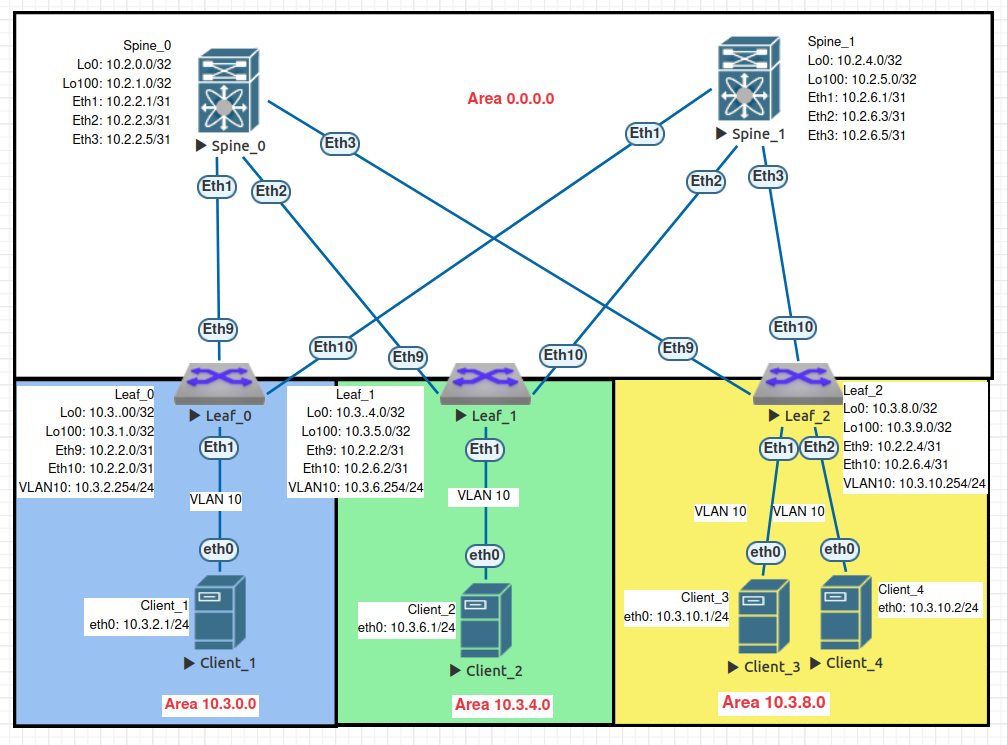 Spine_0
Lo0: 10.2.0.0/32
Lo100: 10.2.1.0/32
Eth1: 10.2.2.1/31
Eth2: 10.2.2.3/31
Eth3: 10.2.2.5/31
Spine_0
Area 0.0.0.0
Spine_1
Lo0: 10.2.4.0/32
Lo100: 10.2.5.0/32
Eth1: 10.2.6.1/31
Eth2: 10.2.6.3/31
Eth3: 10.2.6.5/31
Spine_1
Eth1
Eth2
Eth3
Eth1
Eth2
Eth3
Eth9
Eth10
Eth9
Eth10
Eth9
Eth10
Leaf_0
Lo0: 10.3..00/32
Lo100: 10.3.1.0/32
Eth9: 10.2.2.0/31
Eth10: 10.2.2.0/31
VLAN10: 10.3.2.254/24
Leaf_0
Eth1
VLAN 10
eth0
Client_1
eth0: 10.3.2.1/24
Client_1
Area 10.3.0.0
Leaf_1
Lo0: 10.3..4.0/32
Lo100: 10.3.5.0/32
Eth9: 10.2.2.2/31
Eth10: 10.2.6.2/31
VLAN10: 10.3.6.254/24
Leaf_1
Eth1
VLAN 10
eth0
Client_2
eth0: 10.3.6.1/24
Client_2
Area 10.3.4.0
Leaf_2
Leaf_2
Lo0: 10.3.8.0/32
Lo100: 10.3.9.0/32
Eth9: 10.2.2.4/31
Eth10: 10.2.6.4/31
VLAN10: 10.3.10.254/24
Eth1
Eth2
VLAN 10
VLAN 10
eth0
eth0
Client_3
eth0: 10.3.10.1/24
Client_3
Client_4
eth0: 10.3.10.2/24
Client_4
Area 10.3.8.0